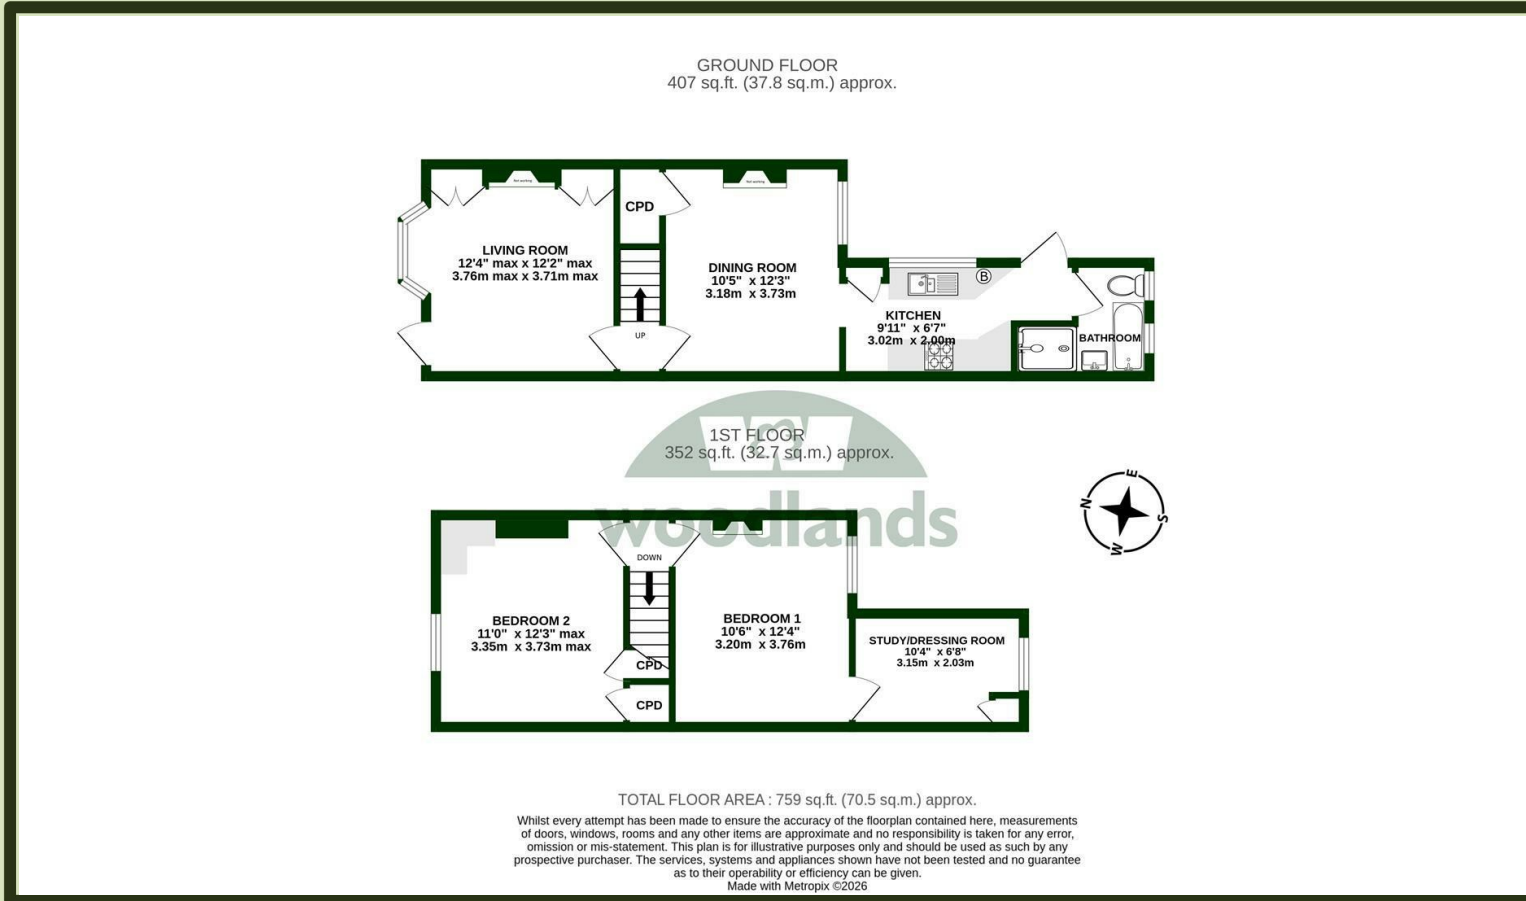 GROUND FLOOR
407 sq.ft. (37.8 sq.m.) approx.
Not working
Not working
CPD
LIVING ROOM
12'4" max x 12'2" max
3.76m max x 3.71m max
DINING ROOM
10'5" x 12'3"
3.18m x 3.73m
B
KITCHEN
9'11" x 6'7"
3.02m x 2.00m
UP
BATHROOM
1ST FLOOR
352 sq.ft. (32.7 sq.m.) approx.
woodlands
N
E
S
W
DOWN
BEDROOM 2
11'0" x 12'3" max
3.35m x 3.73m max
BEDROOM 1
10'6" x 12'4"
3.20m x 3.76m
STUDY/DRESSING ROOM
10'4" x 6'8"
3.15m x 2.03m
CPD
CPD
TOTAL FLOOR AREA : 759 sq.ft. (70.5 sq.m.) approx.
Whilst every attempt has been made to ensure the accuracy of the floorplan contained here, measurements
of doors, windows, rooms and any other items are approximate and no responsibility is taken for any error,
omission or mis-statement. This plan is for illustrative purposes only and should be used as such by any
prospective purchaser. The services, systems and appliances shown have not been tested and no guarantee
as to their operability or efficiency can be given.
Made with Metropix ©2026